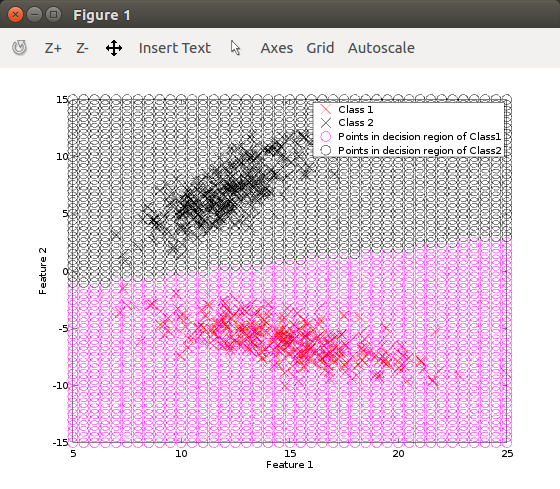 Figure 1
Z+ Z- Insert Text Axes Grid Autoscale
15
Class 1
Class 2
Points in decision region of Class1
Points in decision region of Class2
10
5
0
-5
-10
-15
Feature 2
5 10 15 20 25
Feature 1